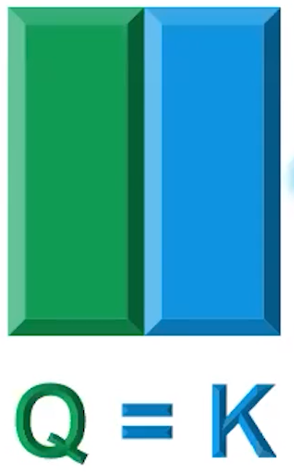 Q = K